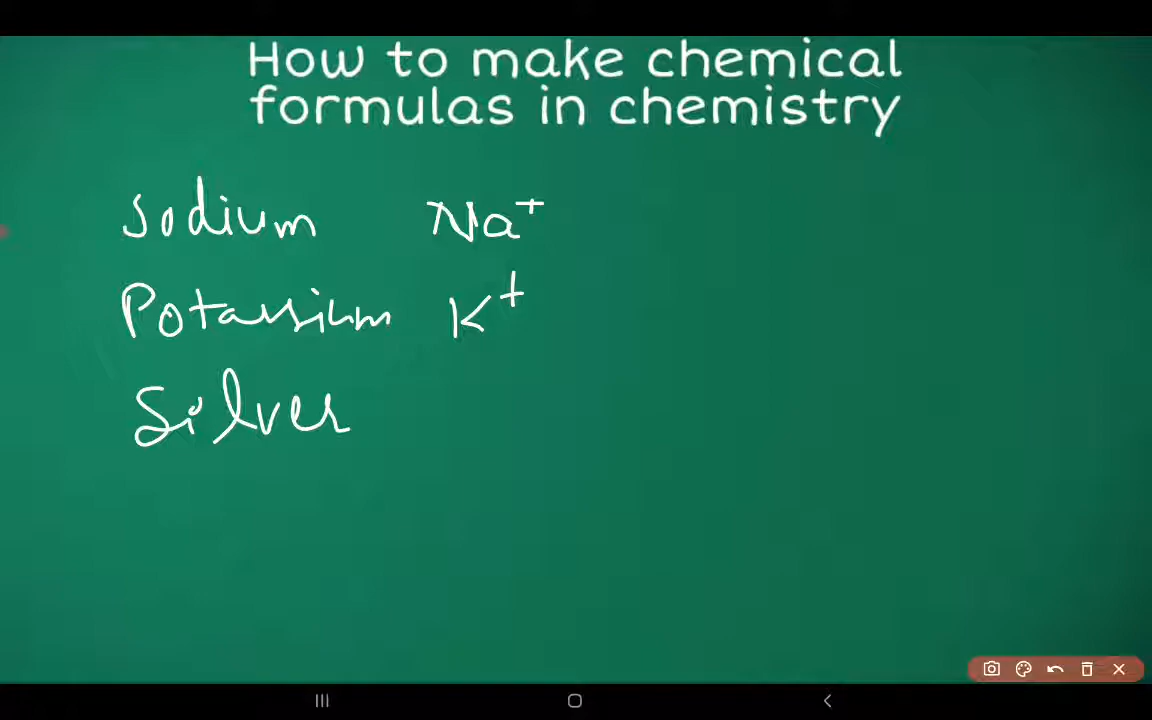 How to make chemical
formulas in chemistry
Sodium Na⁺
Potassium K⁺
Silver